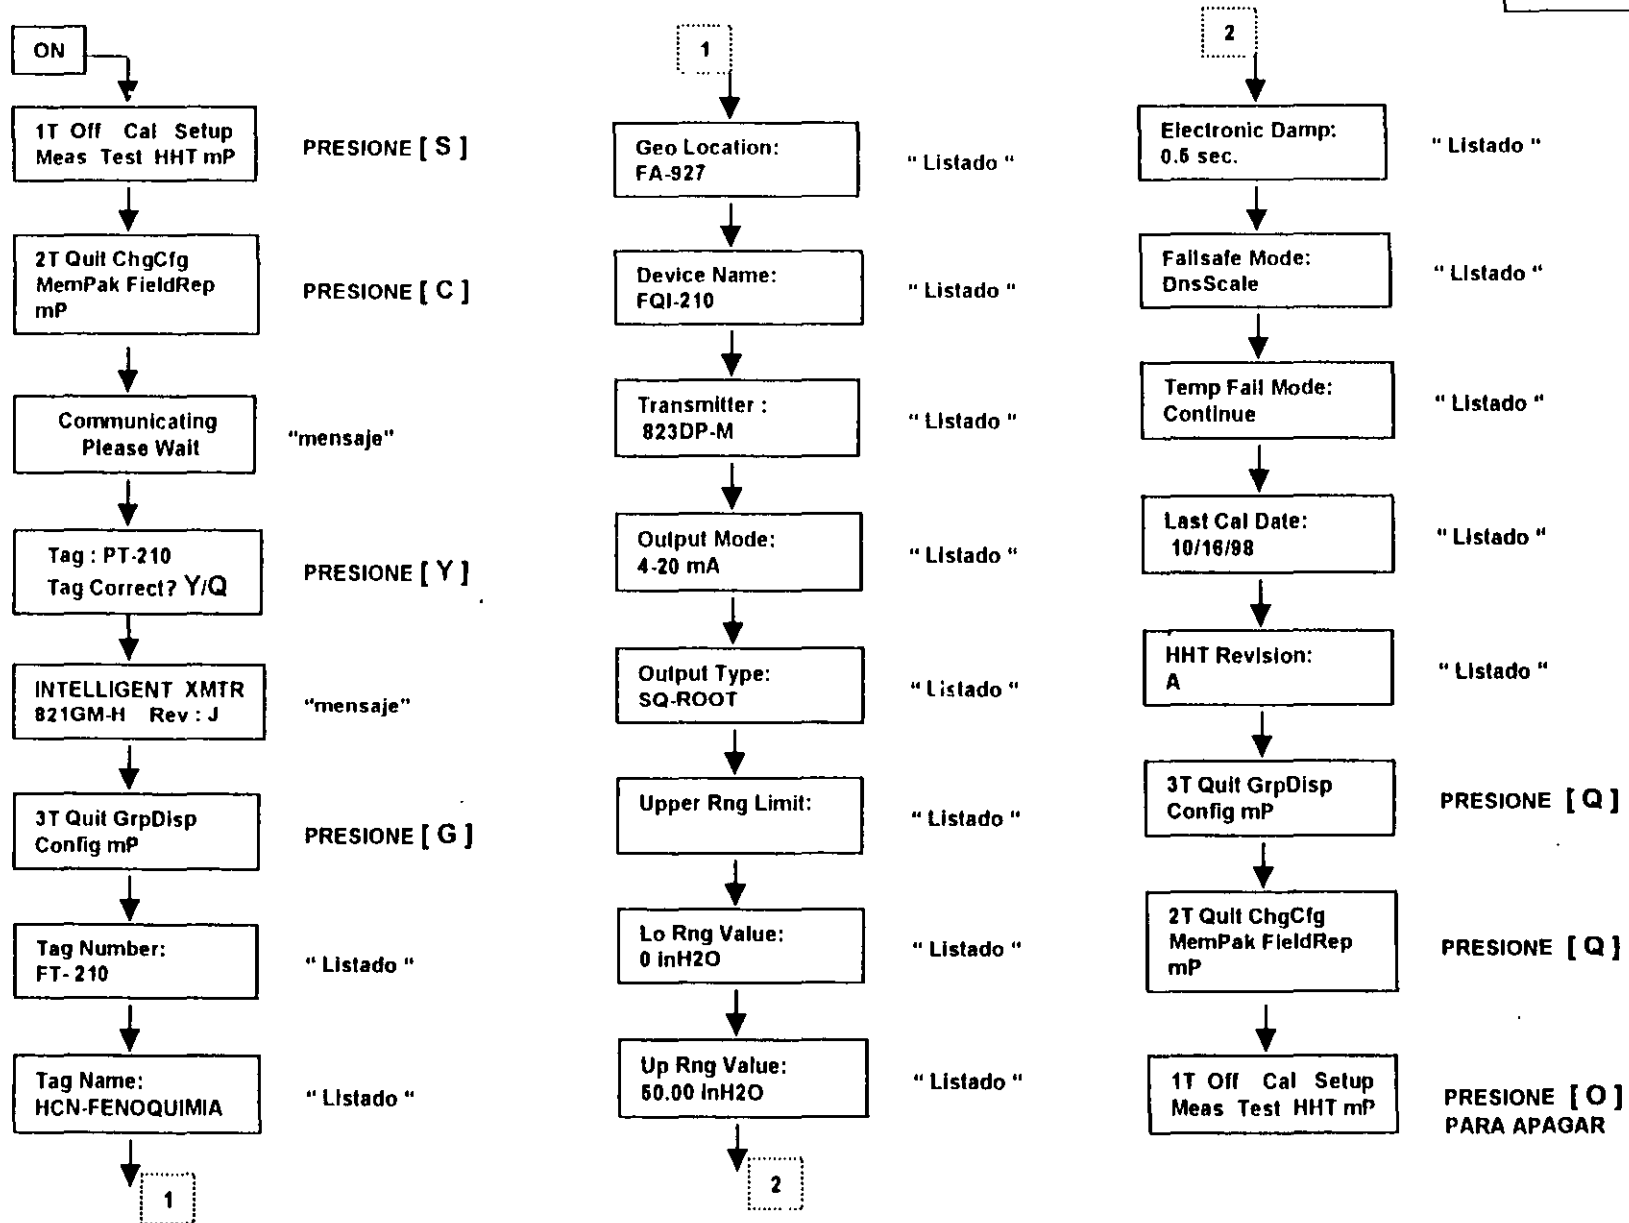 ON
1T Off Cal Setup
Meas Test HHT mP
PRESIONE [ S ]
2T Quit ChgCfg
MemPak FieldRep
mP
PRESIONE [ C ]
Communicating
Please Wait
"mensaje"
Tag : PT-210
Tag Correct? Y/Q
PRESIONE [ Y ]
INTELLIGENT XMTR
821GM-H Rev : J
"mensaje"
3T Quit GrpDisp
Config mP
PRESIONE [ G ]
Tag Number:
FT- 210
" Listado "
Tag Name:
HCN-FENOQUIMIA
" Listado "
1
1
Geo Location:
FA-927
" Listado "
Device Name:
FQI-210
" Listado "
Transmitter :
823DP-M
" Listado "
Output Mode:
4-20 mA
" Listado "
Output Type:
SQ-ROOT
" Listado "
Upper Rng Limit:
" Listado "
Lo Rng Value:
0 inH2O
" Listado "
Up Rng Value:
50.00 inH2O
" Listado "
2
2
Electronic Damp:
0.5 sec.
" Listado "
Failsafe Mode:
DnsScale
" Listado "
Temp Fail Mode:
Continue
" Listado "
Last Cal Date:
10/16/98
" Listado "
HHT Revision:
A
" Listado "
3T Quit GrpDisp
Config mP
PRESIONE [ Q ]
2T Quit ChgCfg
MemPak FieldRep
mP
PRESIONE [ Q ]
1T Off Cal Setup
Meas Test HHT mP
PRESIONE [ O ]
PARA APAGAR